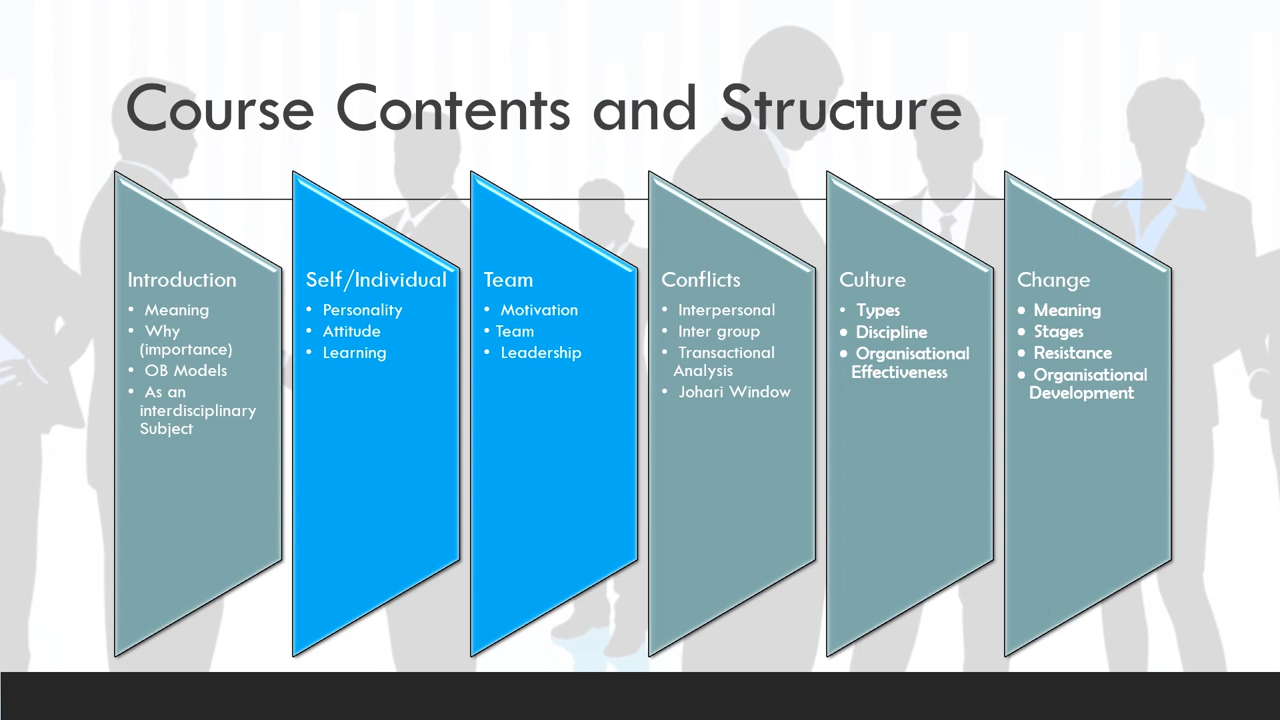 Course Contents and Structure
Introduction
• Meaning
• Why
(importance)
• OB Models
• As an
interdisciplinary
Subject
Self/Individual
• Personality
• Attitude
• Learning
Team
• Motivation
• Team
• Leadership
Conflicts
• Interpersonal
• Inter group
• Transactional
Analysis
• Johari Window
Culture
• Types
• Discipline
• Organisational
Effectiveness
Change
• Meaning
• Stages
• Resistance
• Organisational
Development